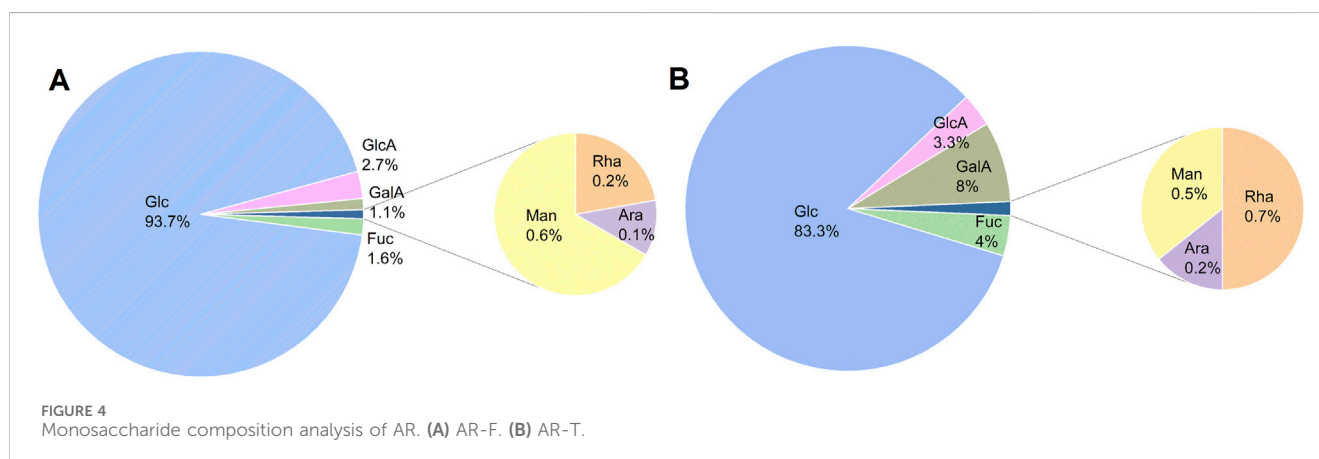 A
Glc
93.7%
GlcA
2.7%
GalA
1.1%
Fuc
1.6%
Man
0.6%
Rha
0.2%
Ara
0.1%
B
Glc
83.3%
GlcA
3.3%
GalA
8%
Fuc
4%
Man
0.5%
Rha
0.7%
Ara
0.2%
FIGURE 4
Monosaccharide composition analysis of AR. (A) AR-F. (B) AR-T.